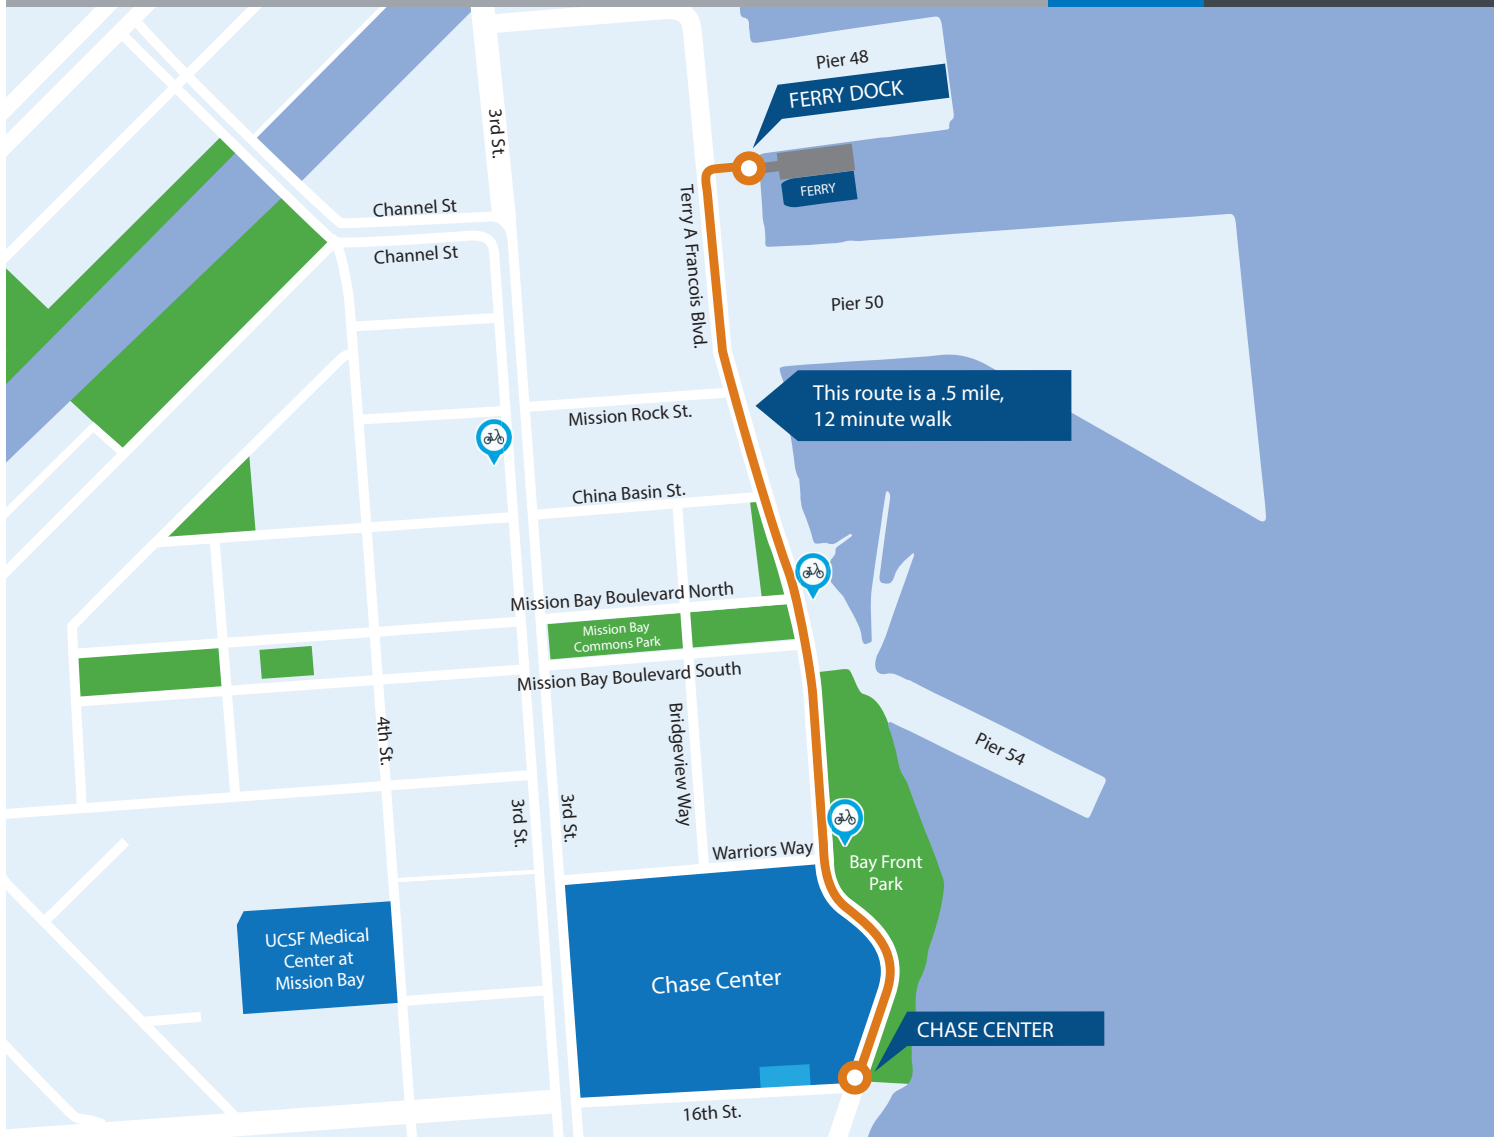 Pier 48
FERRY DOCK
3rd St.
FERRY
Channel St
Channel St
Terry A Francois Blvd.
Pier 50
This route is a .5 mile,
12 minute walk
Mission Rock St.
China Basin St.
Mission Bay Boulevard North
Mission Bay
Commons Park
Mission Bay Boulevard South
4th St.
Bridgeview Way
Pier 54
3rd St.
3rd St.
Warriors Way
Bay Front
Park
UCSF Medical
Center at
Mission Bay
Chase Center
CHASE CENTER
16th St.